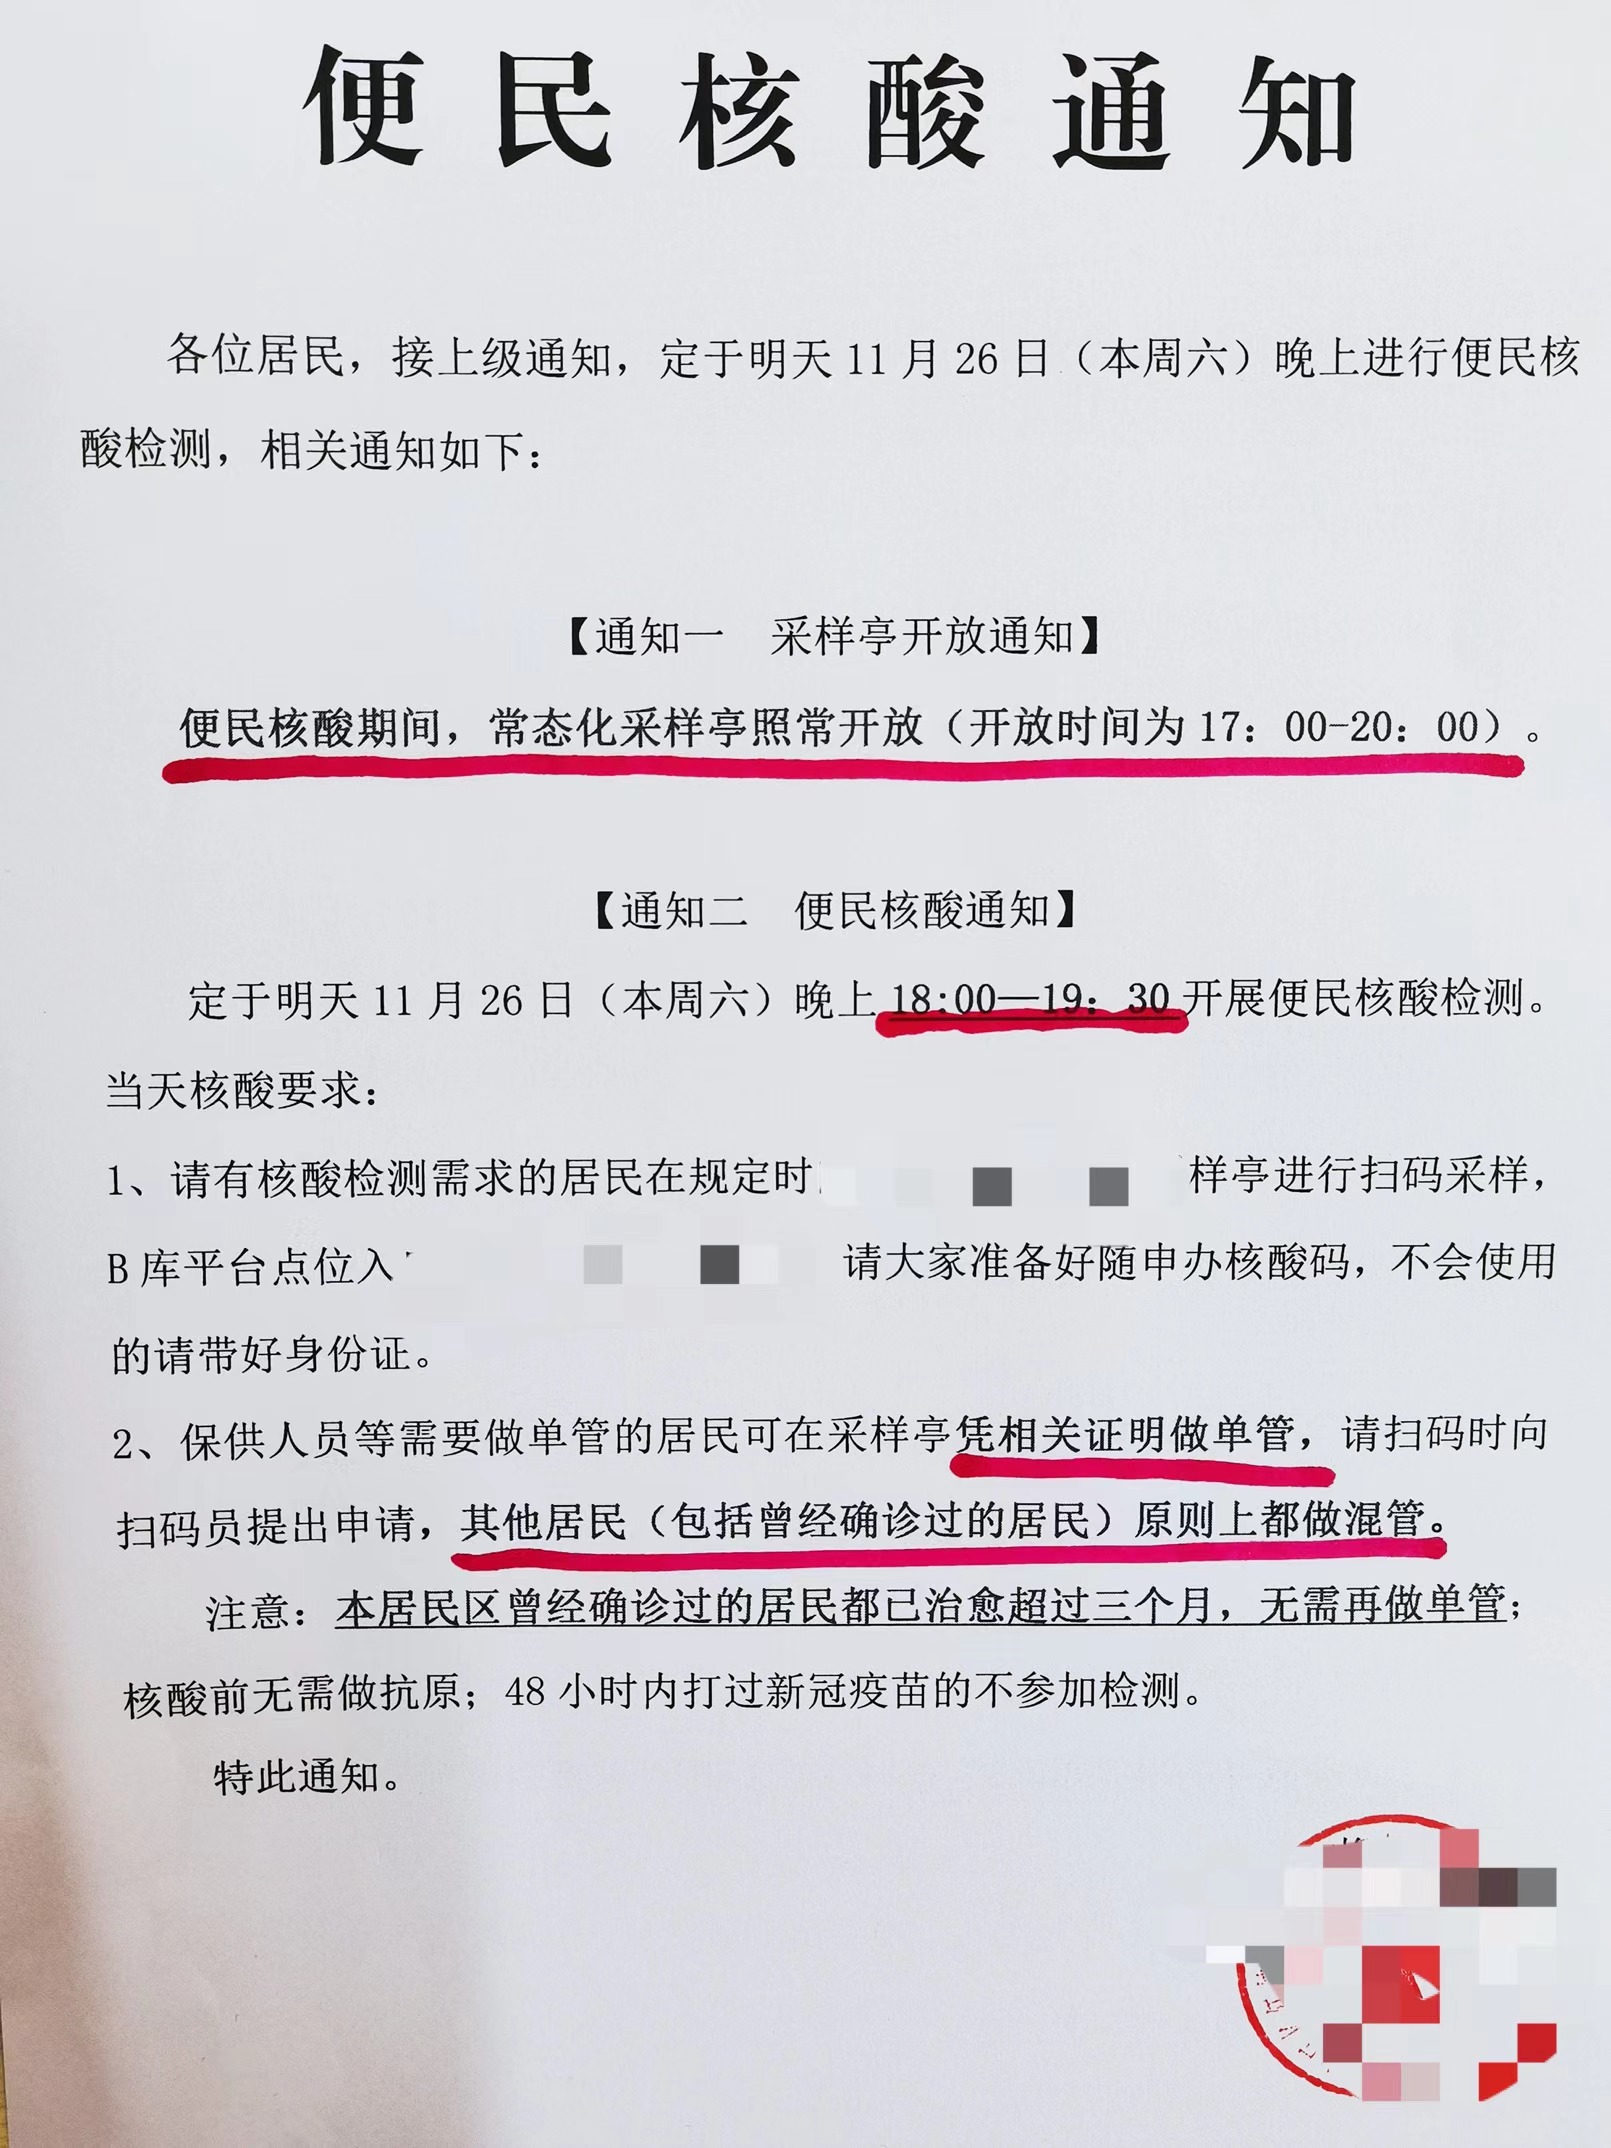 便民核酸通知
各位居民，接上级通知，定于明天11月26日（本周六）晚上进行便民核
酸检测，相关通知如下：
【通知一　采样亭开放通知】
便民核酸期间，常态化采样亭照常开放（开放时间为17：00-20：00）。
【通知二　便民核酸通知】
定于明天11月26日（本周六）晚上18:00—19：30开展便民核酸检测。
当天核酸要求：
1、请有核酸检测需求的居民在规定时 样亭进行扫码采样，
B库平台点位入 请大家准备好随申办核酸码，不会使用
的请带好身份证。
2、保供人员等需要做单管的居民可在采样亭凭相关证明做单管，请扫码时向
扫码员提出申请，其他居民（包括曾经确诊过的居民）原则上都做混管。
注意：本居民区曾经确诊过的居民都已治愈超过三个月，无需再做单管；
核酸前无需做抗原；48小时内打过新冠疫苗的不参加检测。
特此通知。